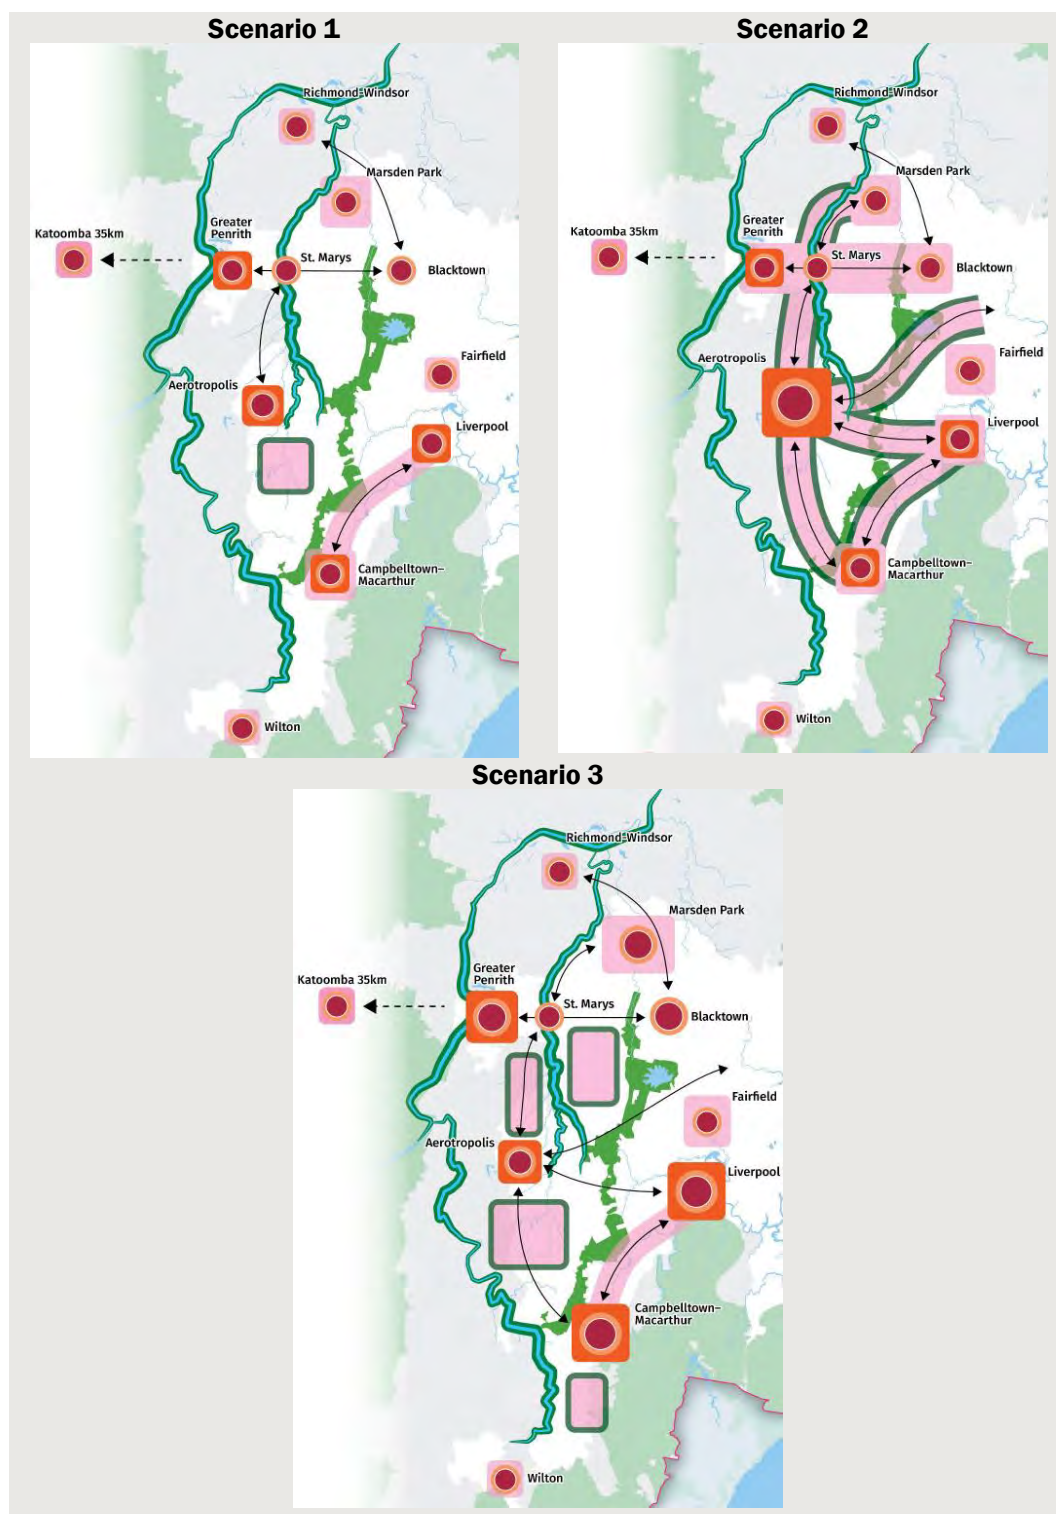 Scenario 1
Richmond-Windsor
Marsden Park
Greater
Penrith
Katoomba 35km
St. Marys
Blacktown
Fairfield
Aerotropolis
Liverpool
Campbelltown–
Macarthur
Wilton
Scenario 2
Richmond-Windsor
Marsden Park
Greater
Penrith
Katoomba 35km
St. Marys
Blacktown
Fairfield
Aerotropolis
Liverpool
Campbelltown–
Macarthur
Wilton
Scenario 3
Richmond-Windsor
Marsden Park
Greater
Penrith
Katoomba 35km
St. Marys
Blacktown
Fairfield
Aerotropolis
Liverpool
Campbelltown–
Macarthur
Wilton